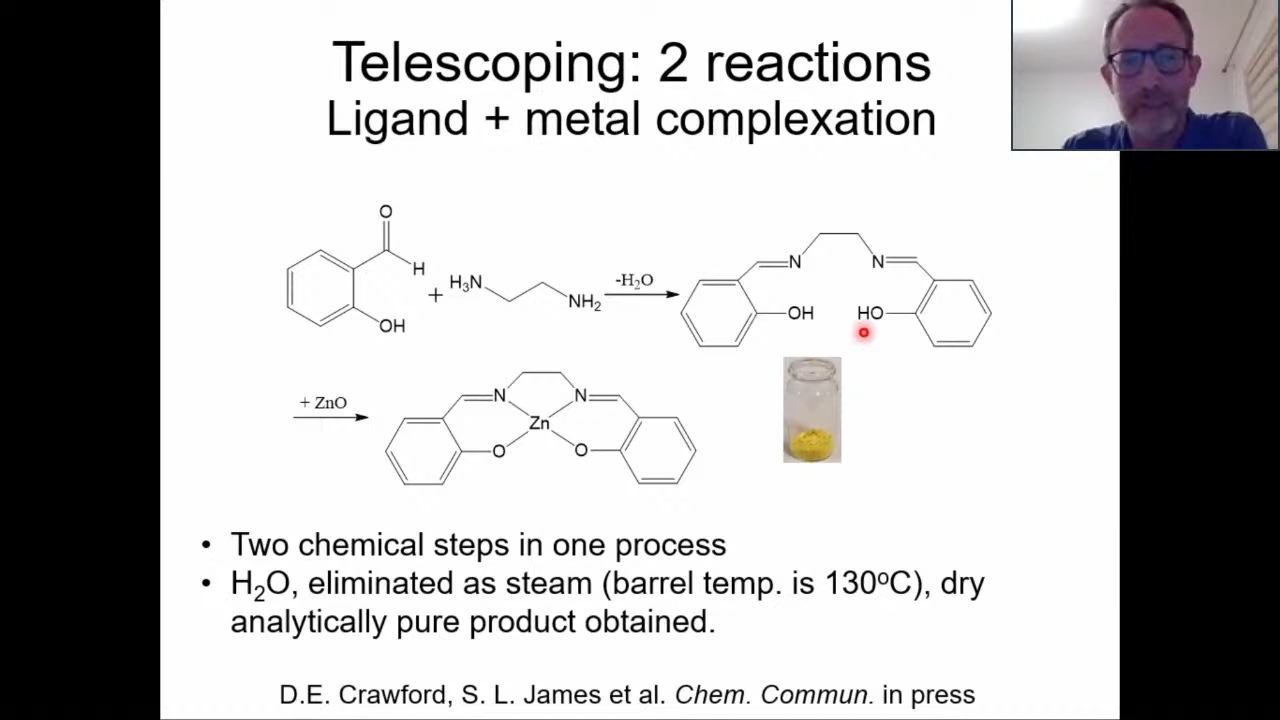 Telescoping: 2 reactions
Ligand + metal complexation
O
H
OH
+
H₃N
NH₂
-H₂O
N
N
OH
HO
+ ZnO
N
N
Zn
O
O
• Two chemical steps in one process
• H₂O, eliminated as steam (barrel temp. is 130ºC), dry
analytically pure product obtained.
D.E. Crawford, S. L. James et al. Chem. Commun. in press